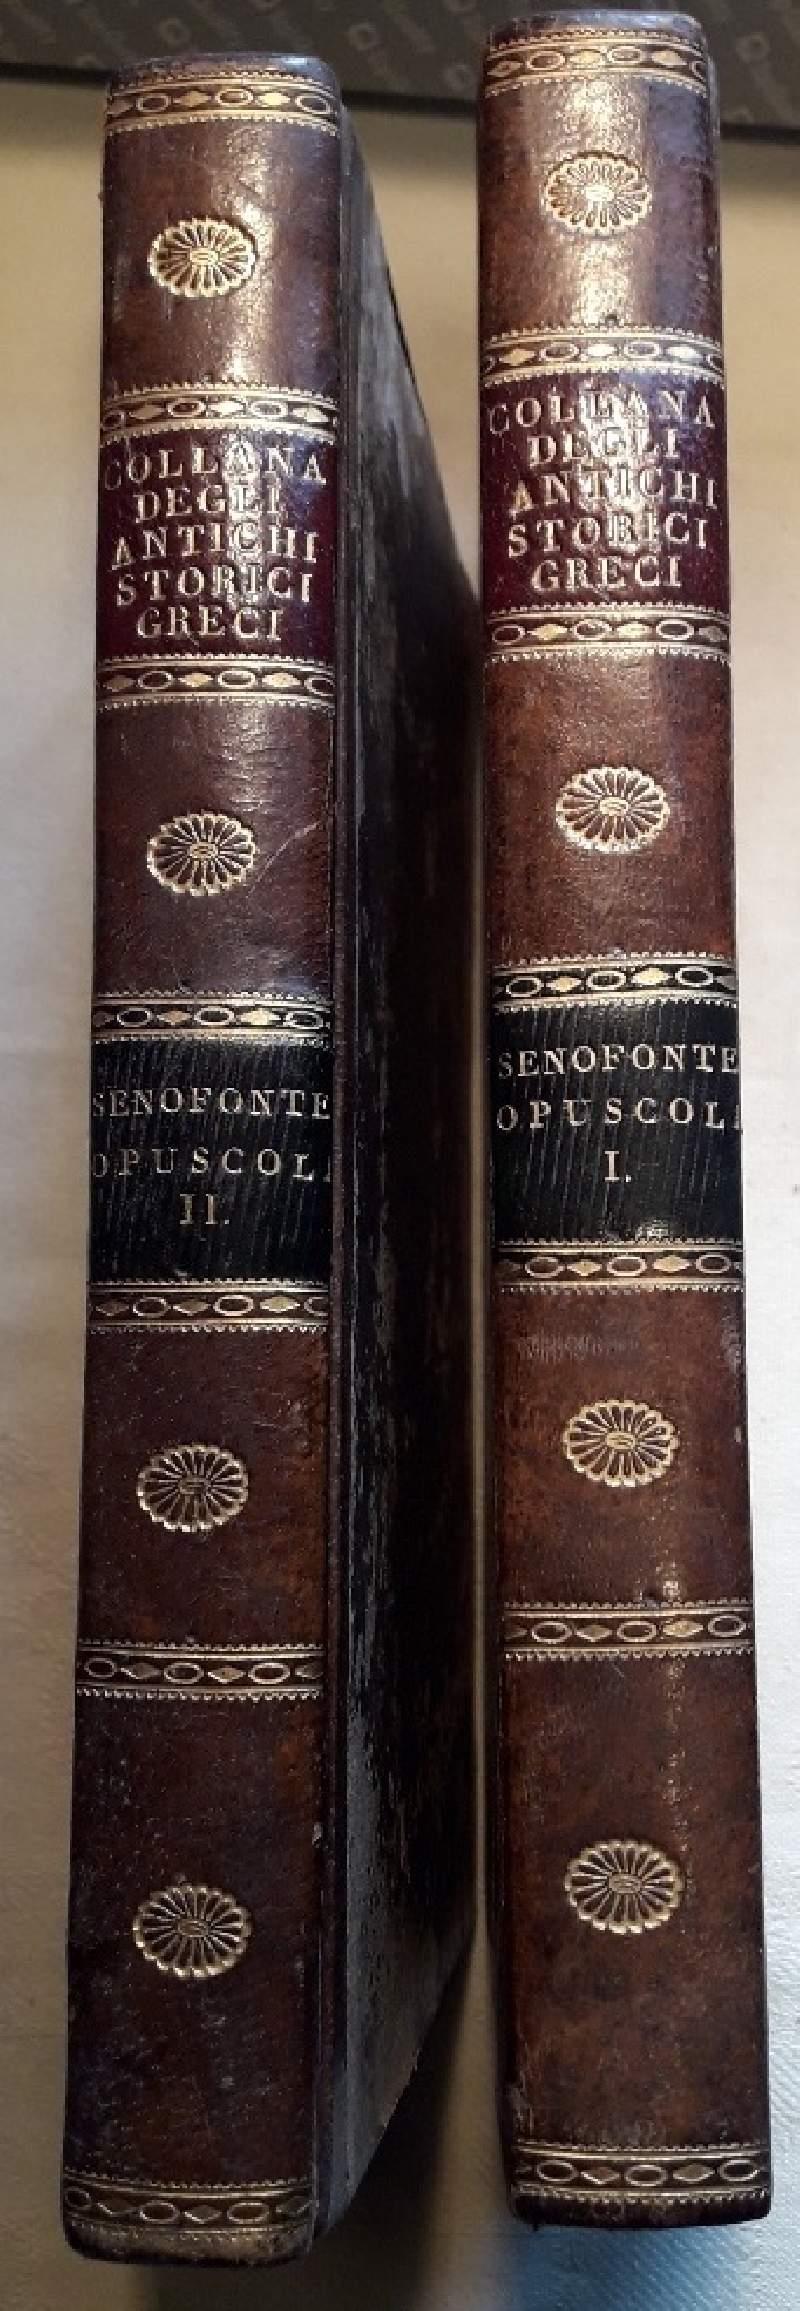 COLLANA
DEGLI
ANTICHI
STORICI
GRECI
SENOFONTE
OPUSCOLI
II.
COLLANA
DEGLI
ANTICHI
STORICI
GRECI
SENOFONTE
OPUSCOLI
I.